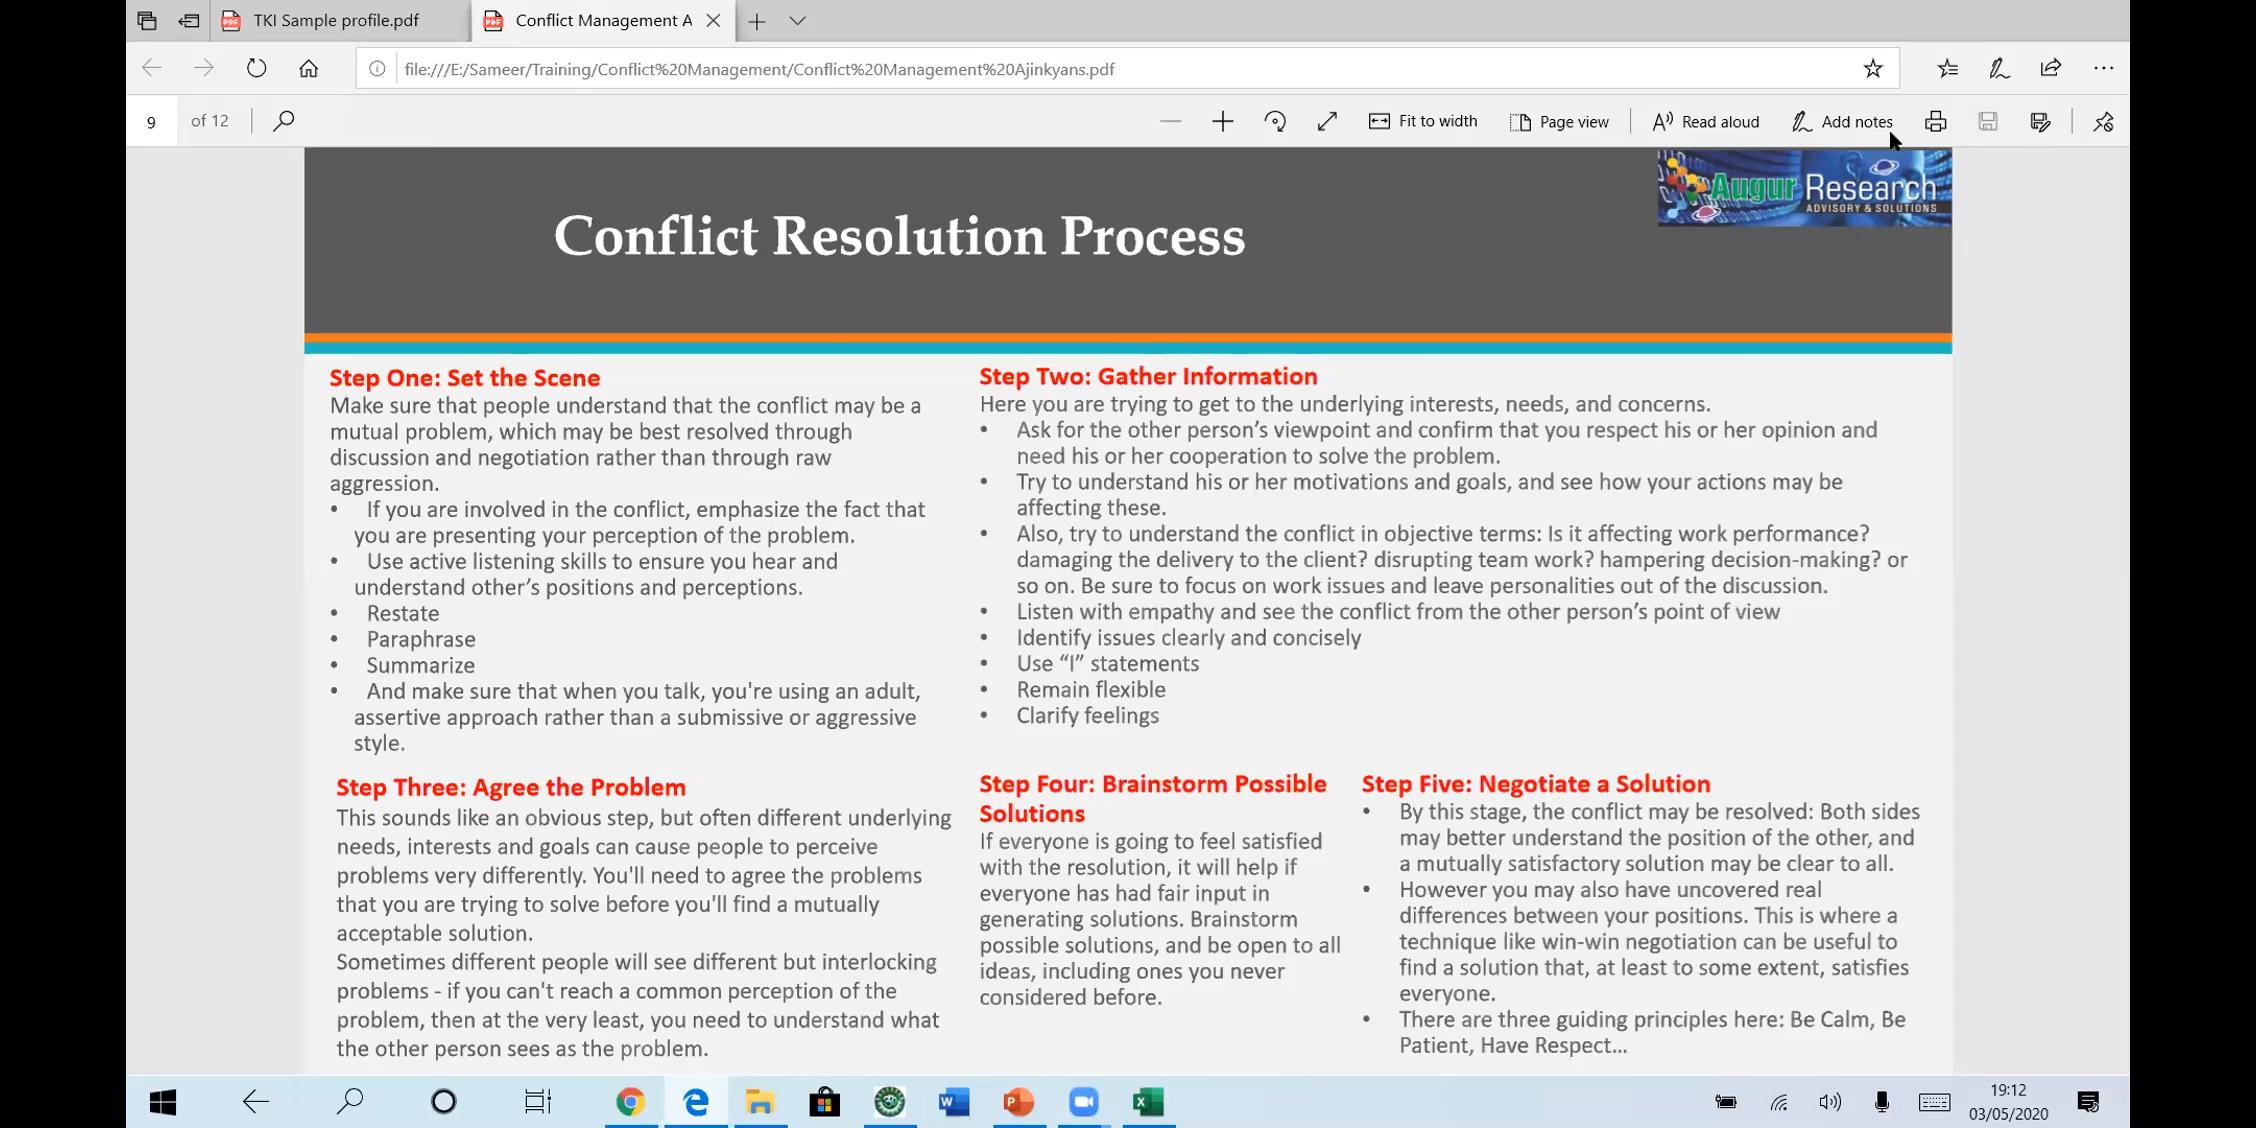 TKI Sample profile.pdf
Conflict Management A
file:///E:/Sameer/Training/Conflict%20Management/Conflict%20Management%20Ajinkyans.pdf
9 of 12
Fit to width
Page view
Read aloud
Add notes
Augur Research
ADVISORY & SOLUTIONS
Conflict Resolution Process
Step One: Set the Scene
Make sure that people understand that the conflict may be a
mutual problem, which may be best resolved through
discussion and negotiation rather than through raw
aggression.
• If you are involved in the conflict, emphasize the fact that
you are presenting your perception of the problem.
• Use active listening skills to ensure you hear and
understand other's positions and perceptions.
• Restate
• Paraphrase
• Summarize
• And make sure that when you talk, you're using an adult,
assertive approach rather than a submissive or aggressive
style.
Step Two: Gather Information
Here you are trying to get to the underlying interests, needs, and concerns.
• Ask for the other person's viewpoint and confirm that you respect his or her opinion and
need his or her cooperation to solve the problem.
• Try to understand his or her motivations and goals, and see how your actions may be
affecting these.
• Also, try to understand the conflict in objective terms: Is it affecting work performance?
damaging the delivery to the client? disrupting team work? hampering decision-making? or
so on. Be sure to focus on work issues and leave personalities out of the discussion.
• Listen with empathy and see the conflict from the other person's point of view
• Identify issues clearly and concisely
• Use “I” statements
• Remain flexible
• Clarify feelings
Step Three: Agree the Problem
This sounds like an obvious step, but often different underlying
needs, interests and goals can cause people to perceive
problems very differently. You'll need to agree the problems
that you are trying to solve before you'll find a mutually
acceptable solution.
Sometimes different people will see different but interlocking
problems - if you can't reach a common perception of the
problem, then at the very least, you need to understand what
the other person sees as the problem.
Step Four: Brainstorm Possible
Solutions
If everyone is going to feel satisfied
with the resolution, it will help if
everyone has had fair input in
generating solutions. Brainstorm
possible solutions, and be open to all
ideas, including ones you never
considered before.
Step Five: Negotiate a Solution
• By this stage, the conflict may be resolved: Both sides
may better understand the position of the other, and
a mutually satisfactory solution may be clear to all.
• However you may also have uncovered real
differences between your positions. This is where a
technique like win-win negotiation can be useful to
find a solution that, at least to some extent, satisfies
everyone.
• There are three guiding principles here: Be Calm, Be
Patient, Have Respect...
19:12
03/05/2020